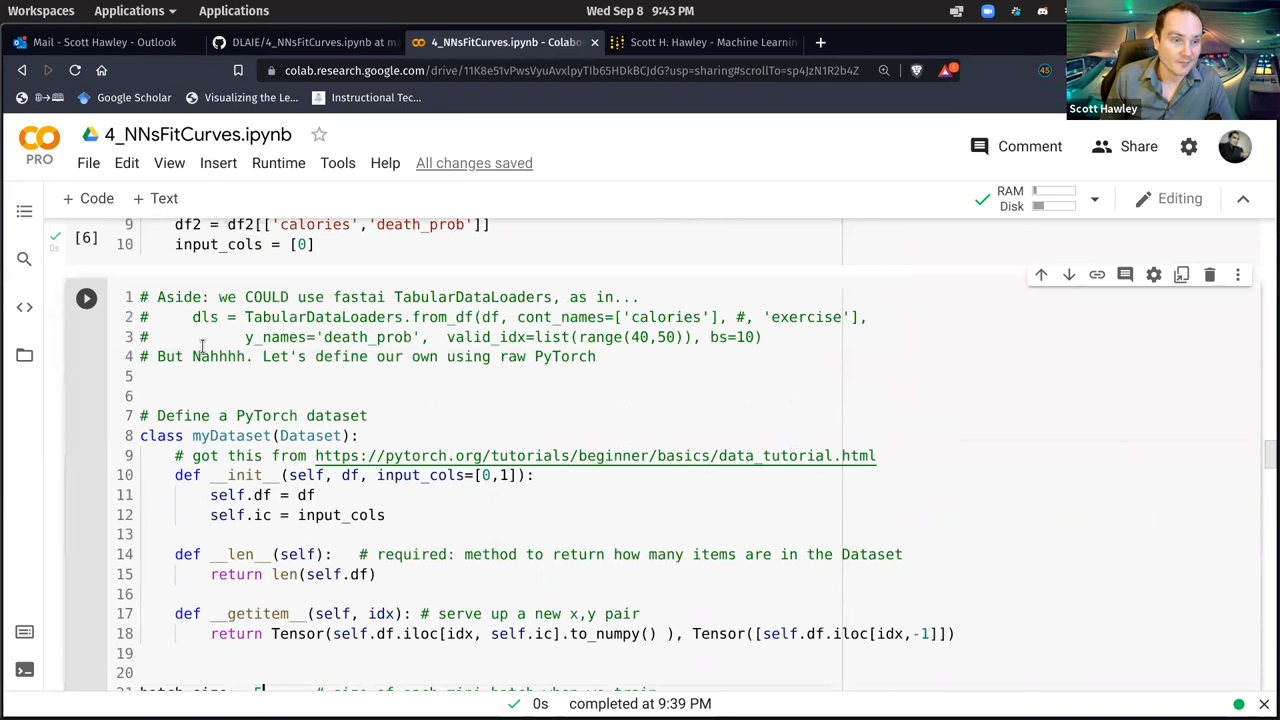 Workspaces Applications Applications Wed Sep 8 9:43 PM
Mail - Scott Hawley - Outlook DLAIE/4_NNsFitCurves.ipynb at ma 4_NNsFitCurves.ipynb - Colabo Scott H. Hawley - Machine Learnin
colab.research.google.com/drive/11K8e51vPwsVyuAvxlpyTIb65HDkBCJdG?usp=sharing#scrollTo=sp4JzN1R2b4Z 45
Google Scholar Visualizing the Le... Instructional Tec...
Scott Hawley
4_NNsFitCurves.ipynb
CO
PRO
Comment Share
File Edit View Insert Runtime Tools Help All changes saved
+ Code + Text RAM Disk Editing
9 df2 = df2[['calories','death_prob']]
[6] 10 input_cols = [0]
0s
1 # Aside: we COULD use fastai TabularDataLoaders, as in...
2 # dls = TabularDataLoaders.from_df(df, cont_names=['calories'], #, 'exercise'],
3 # y_names='death_prob', valid_idx=list(range(40,50)), bs=10)
4 # But Nahhhh. Let's define our own using raw PyTorch
5
6
7 # Define a PyTorch dataset
8 class myDataset(Dataset):
9 # got this from https://pytorch.org/tutorials/beginner/basics/data_tutorial.html
10 def __init__(self, df, input_cols=[0,1]):
11 self.df = df
12 self.ic = input_cols
13
14 def __len__(self): # required: method to return how many items are in the Dataset
15 return len(self.df)
16
17 def __getitem__(self, idx): # serve up a new x,y pair
18 return Tensor(self.df.iloc[idx, self.ic].to_numpy() ), Tensor([self.df.iloc[idx,-1]])
19
20
21 batch_size = 5 # size of each mini-batch when we train
0s completed at 9:39 PM